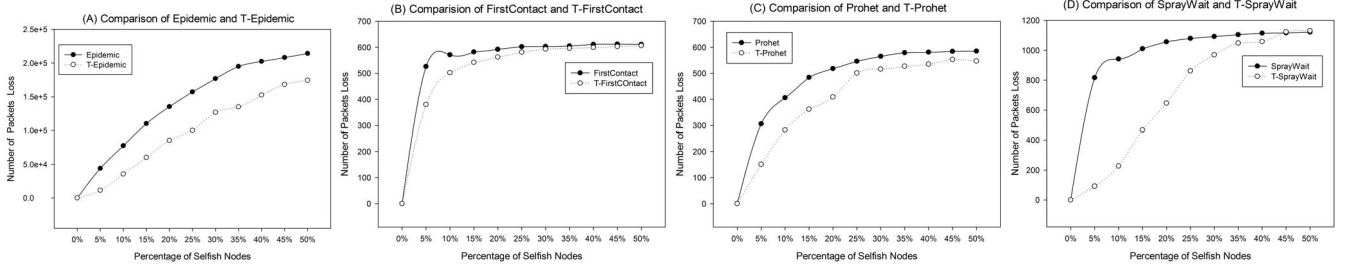 (A) Comparison of Epidemic and T-Epidemic
Number of Packets Loss
2.5e+5
2.0e+5
1.5e+5
1.0e+5
5.0e+4
0.0
Epidemic
T-Epidemic
0% 5% 10% 15% 20% 25% 30% 35% 40% 45% 50%
Percentage of Selfish Nodes
(B) Comparision of FirstContact and T-FirstContact
Number of Packets Loss
700
600
500
400
300
200
100
0
FirstContact
T-FirstCOntact
0% 5% 10% 15% 20% 25% 30% 35% 40% 45% 50%
Percentage of Selfish Nodes
(C) Comparision of Prohet and T-Prohet
Number of Packets Loss
700
600
500
400
300
200
100
0
Prohet
T-Prohet
0% 5% 10% 15% 20% 25% 30% 35% 40% 45% 50%
Percentage of Selfish Nodes
(D) Comparison of SprayWait and T-SprayWait
Number of Packets Loss
1200
1000
800
600
400
200
0
SprayWait
T-SprayWait
0% 5% 10% 15% 20% 25% 30% 35% 40% 45% 50%
Percentage of Selfish Nodes